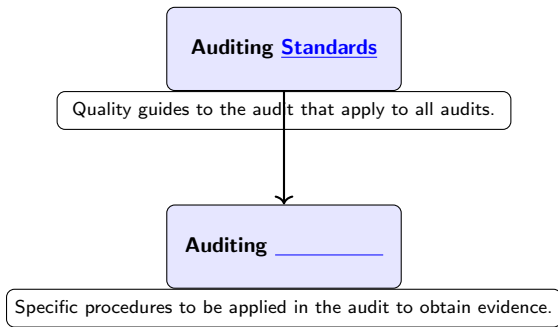 Auditing Standards
Quality guides to the audit that apply to all audits.
Auditing __________
Specific procedures to be applied in the audit to obtain evidence.